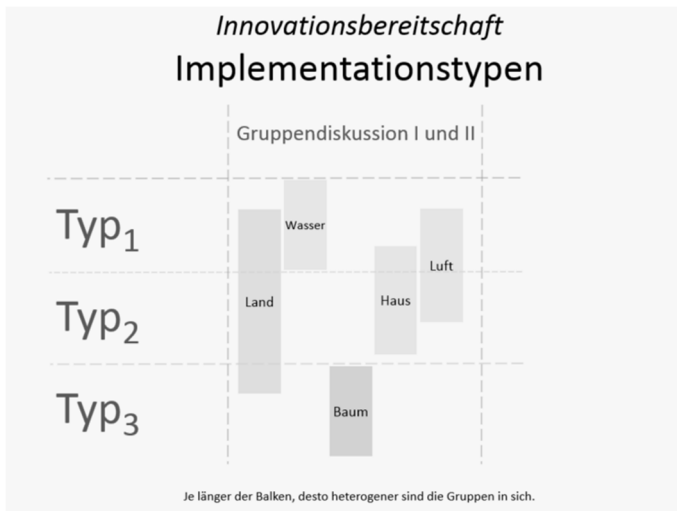 Innovationsbereitschaft
Implementationstypen
Gruppendiskussion I und II
Typ1
Wasser
Luft
Land
Haus
Typ2
Typ3
Baum
Je länger der Balken, desto heterogener sind die Gruppen in sich.